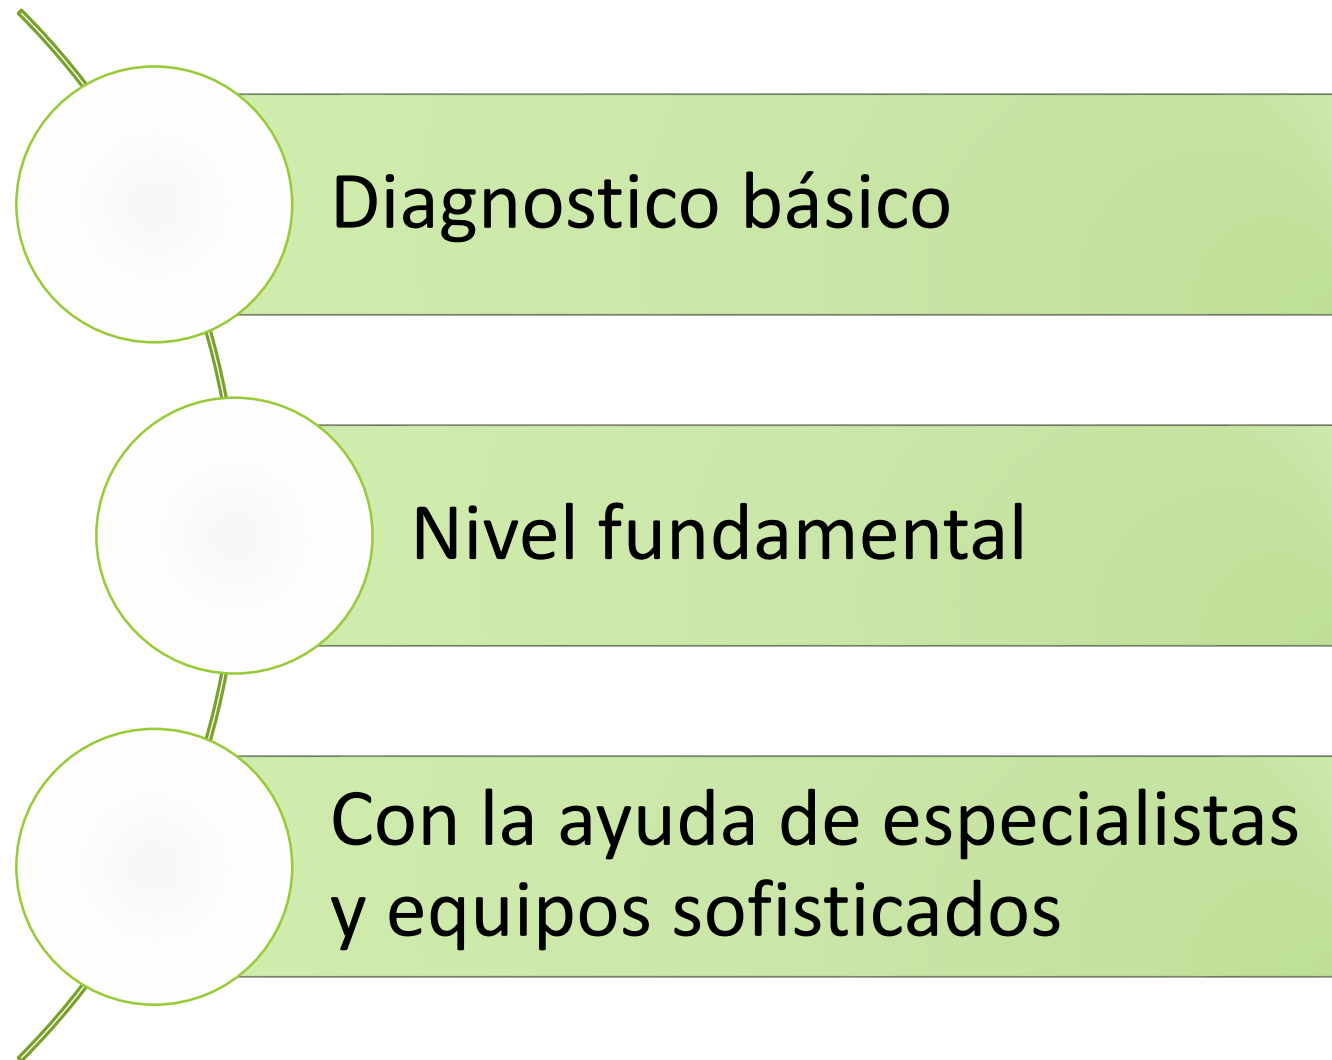 Diagnostico básico
Nivel fundamental
Con la ayuda de especialistas
y equipos sofisticados